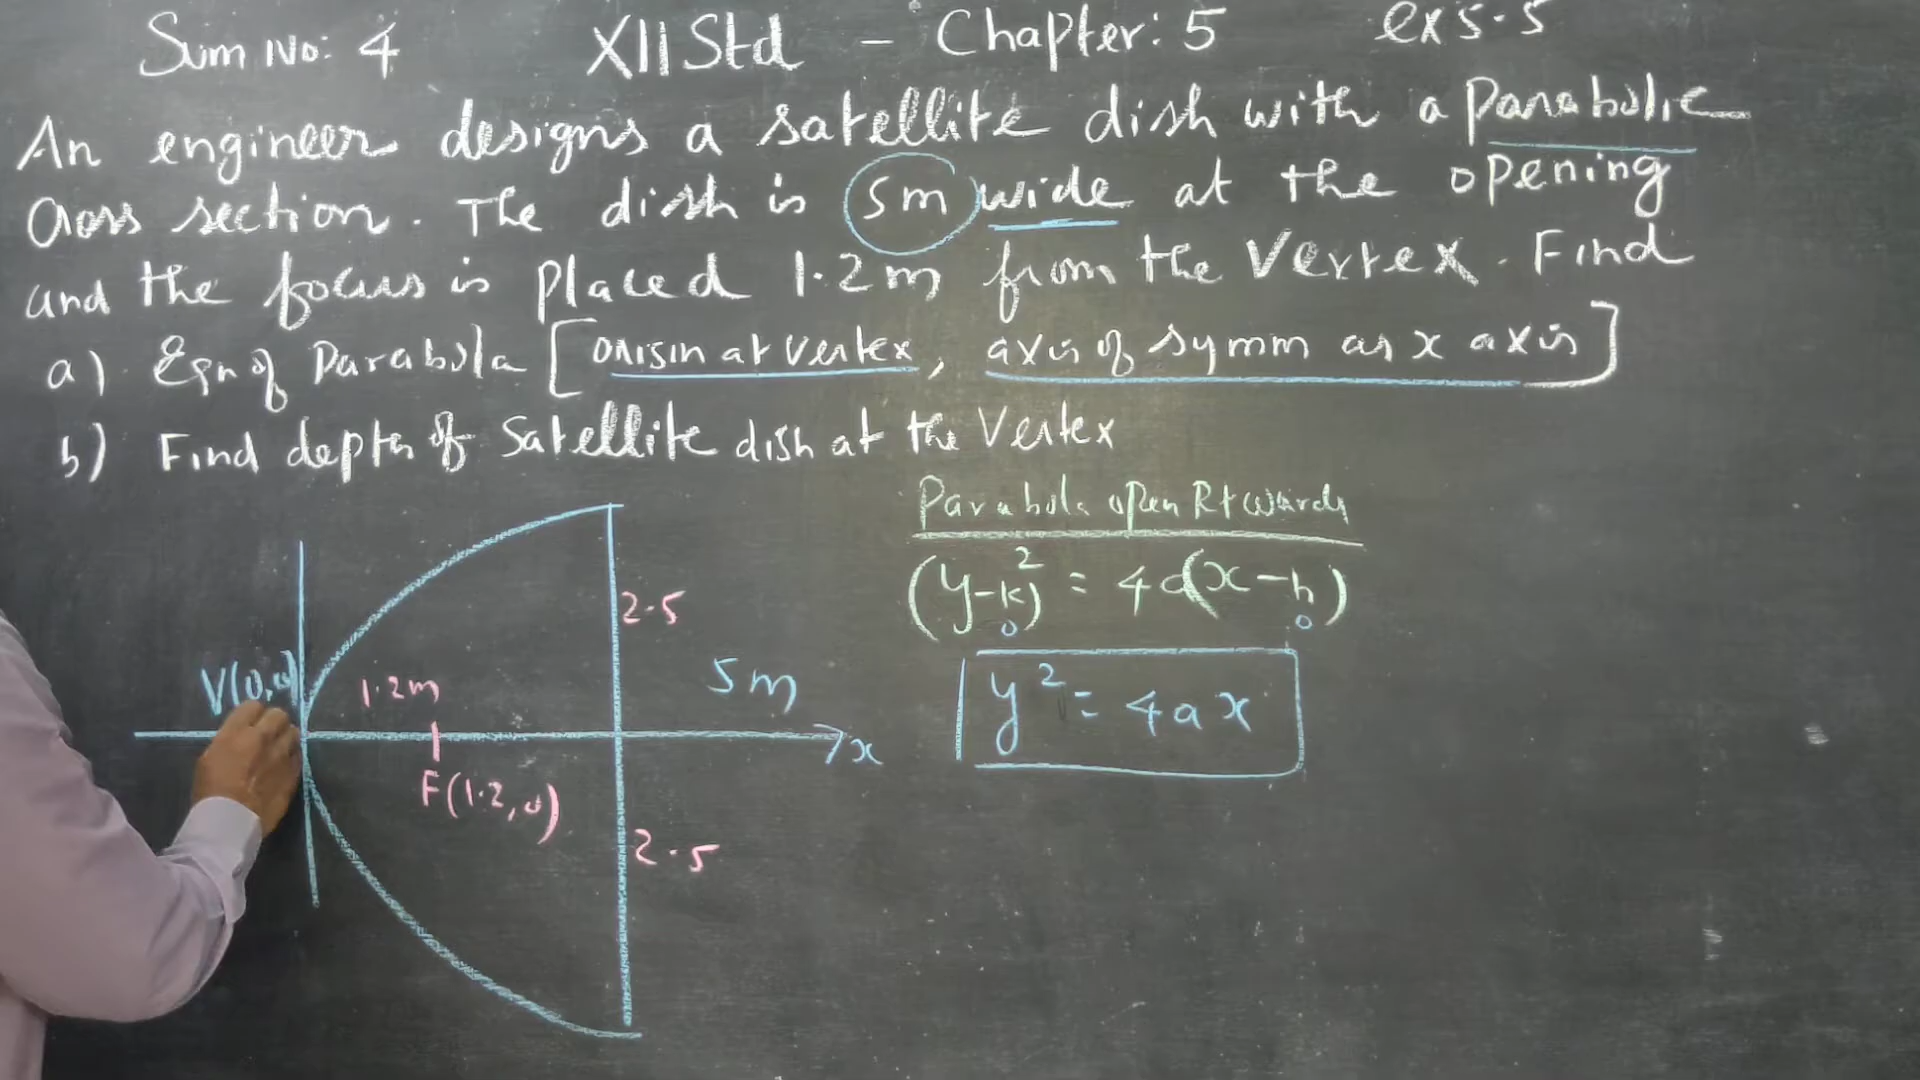 Sum No: 4 XII Std - Chapter: 5 ex 5.5
An engineer designs a satellite dish with a parabolic
cross section. The dish is 5m wide at the opening
and the focus is placed 1.2m from the vertex. Find
a) Eqn of Parabola [origin at vertex, axis of symm as x axis]
b) Find depth of satellite dish at the vertex
Parabola open Rt wards
(y-k)² = 4a(x-h)
0 0
y² = 4ax
2.5
V(0,0) 1.2m 5m
x
F(1.2,0)
2.5